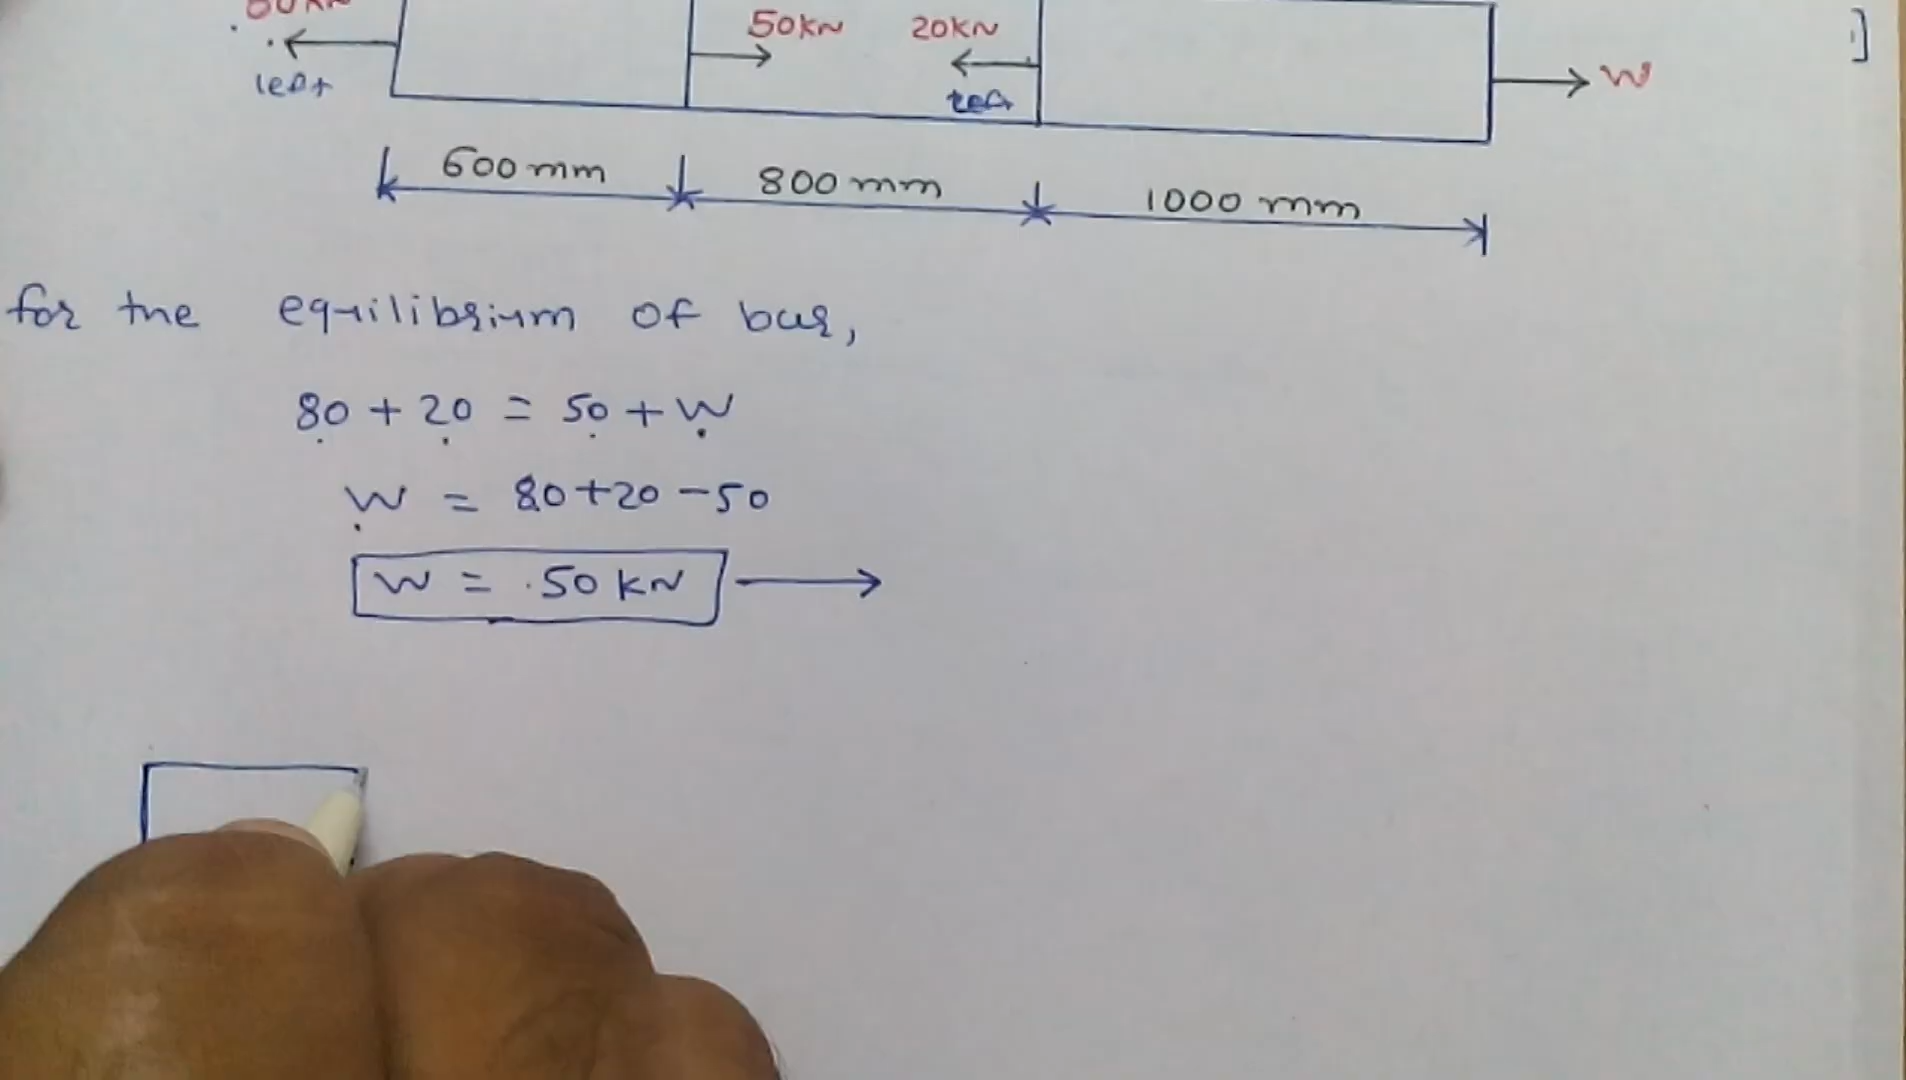 80KN 50KN 20KN W
left left
600 mm 800 mm 1000 mm
for the equilibrium of bar,
80 + 20 = 50 + W
W = 80+20-50
W = 50 KN